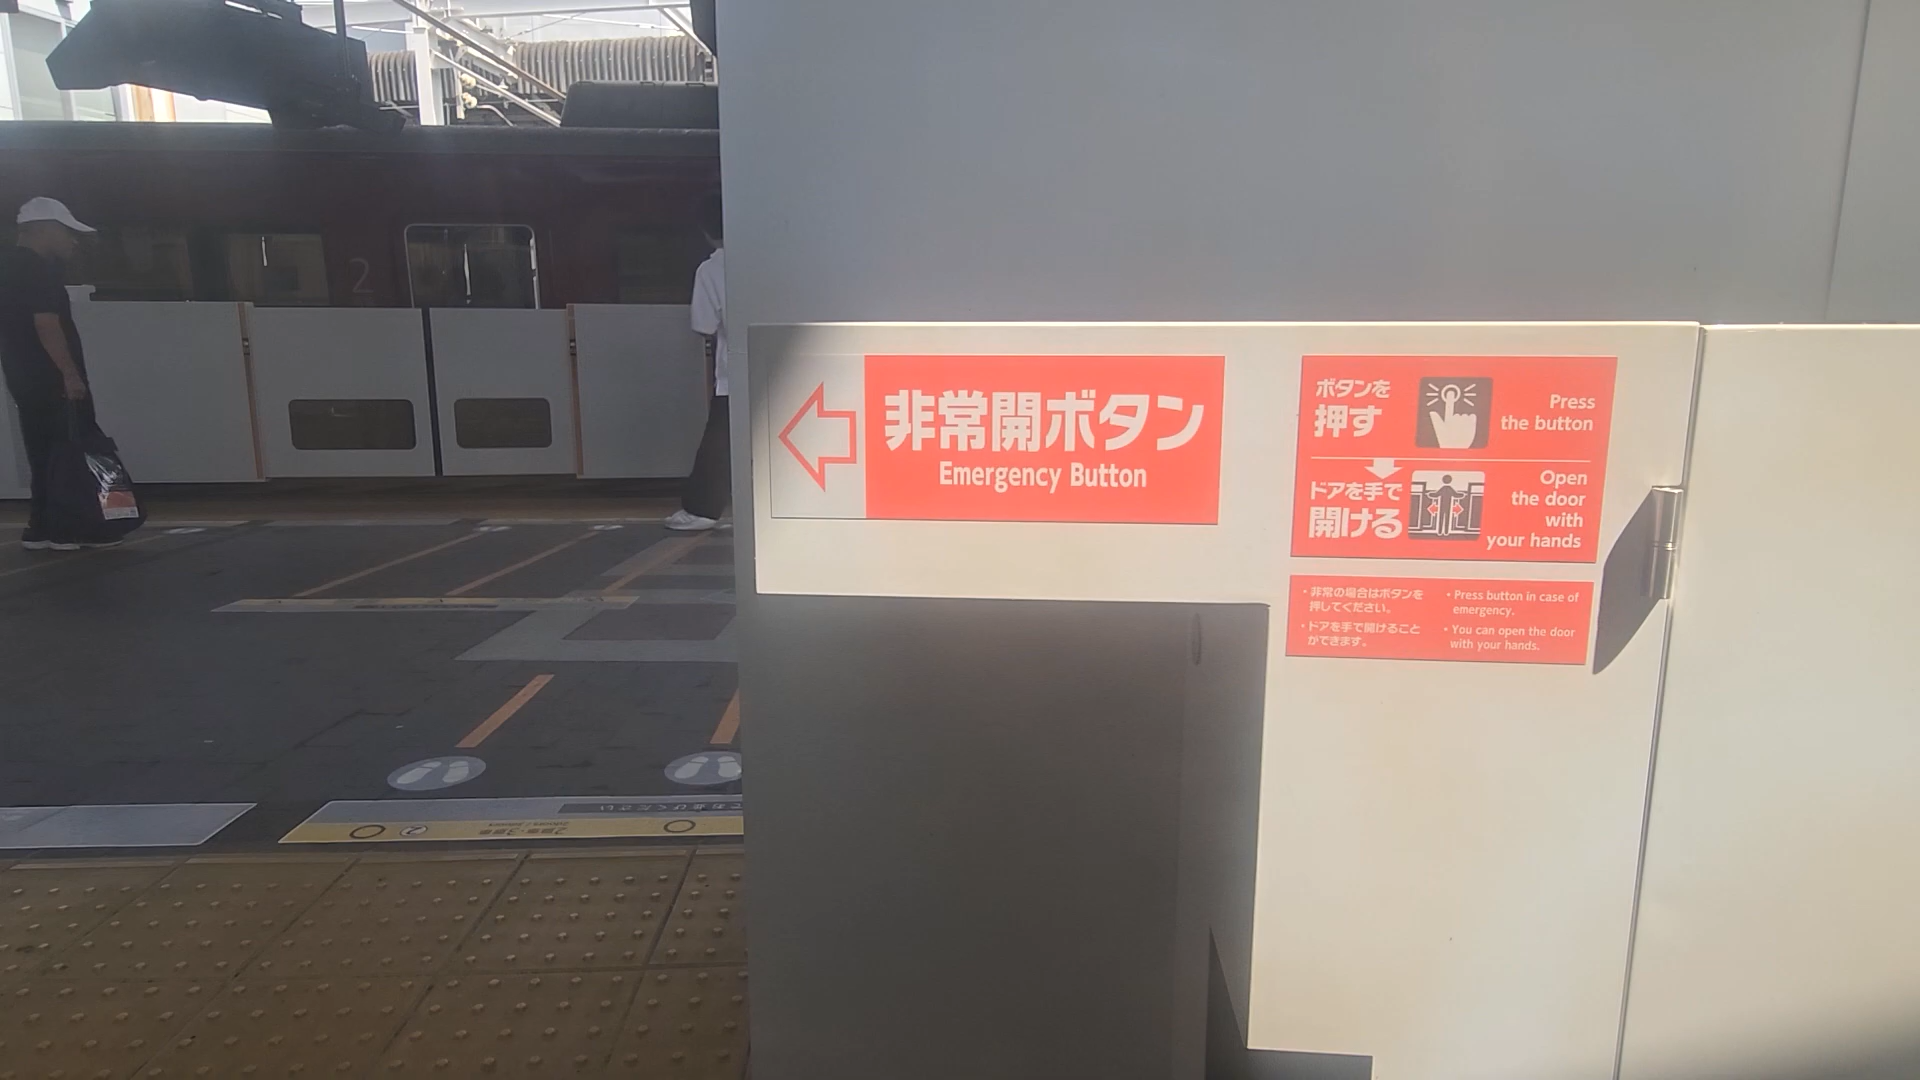 2
非常開ボタン
Emergency Button
ボタンを
押す
Press
the button
ドアを手で
開ける
Open
the door
with
your hands
・非常の場合はボタンを
押してください。
・ドアを手で開けること
ができます。
・Press button in case of
emergency.
・You can open the door
with your hands.